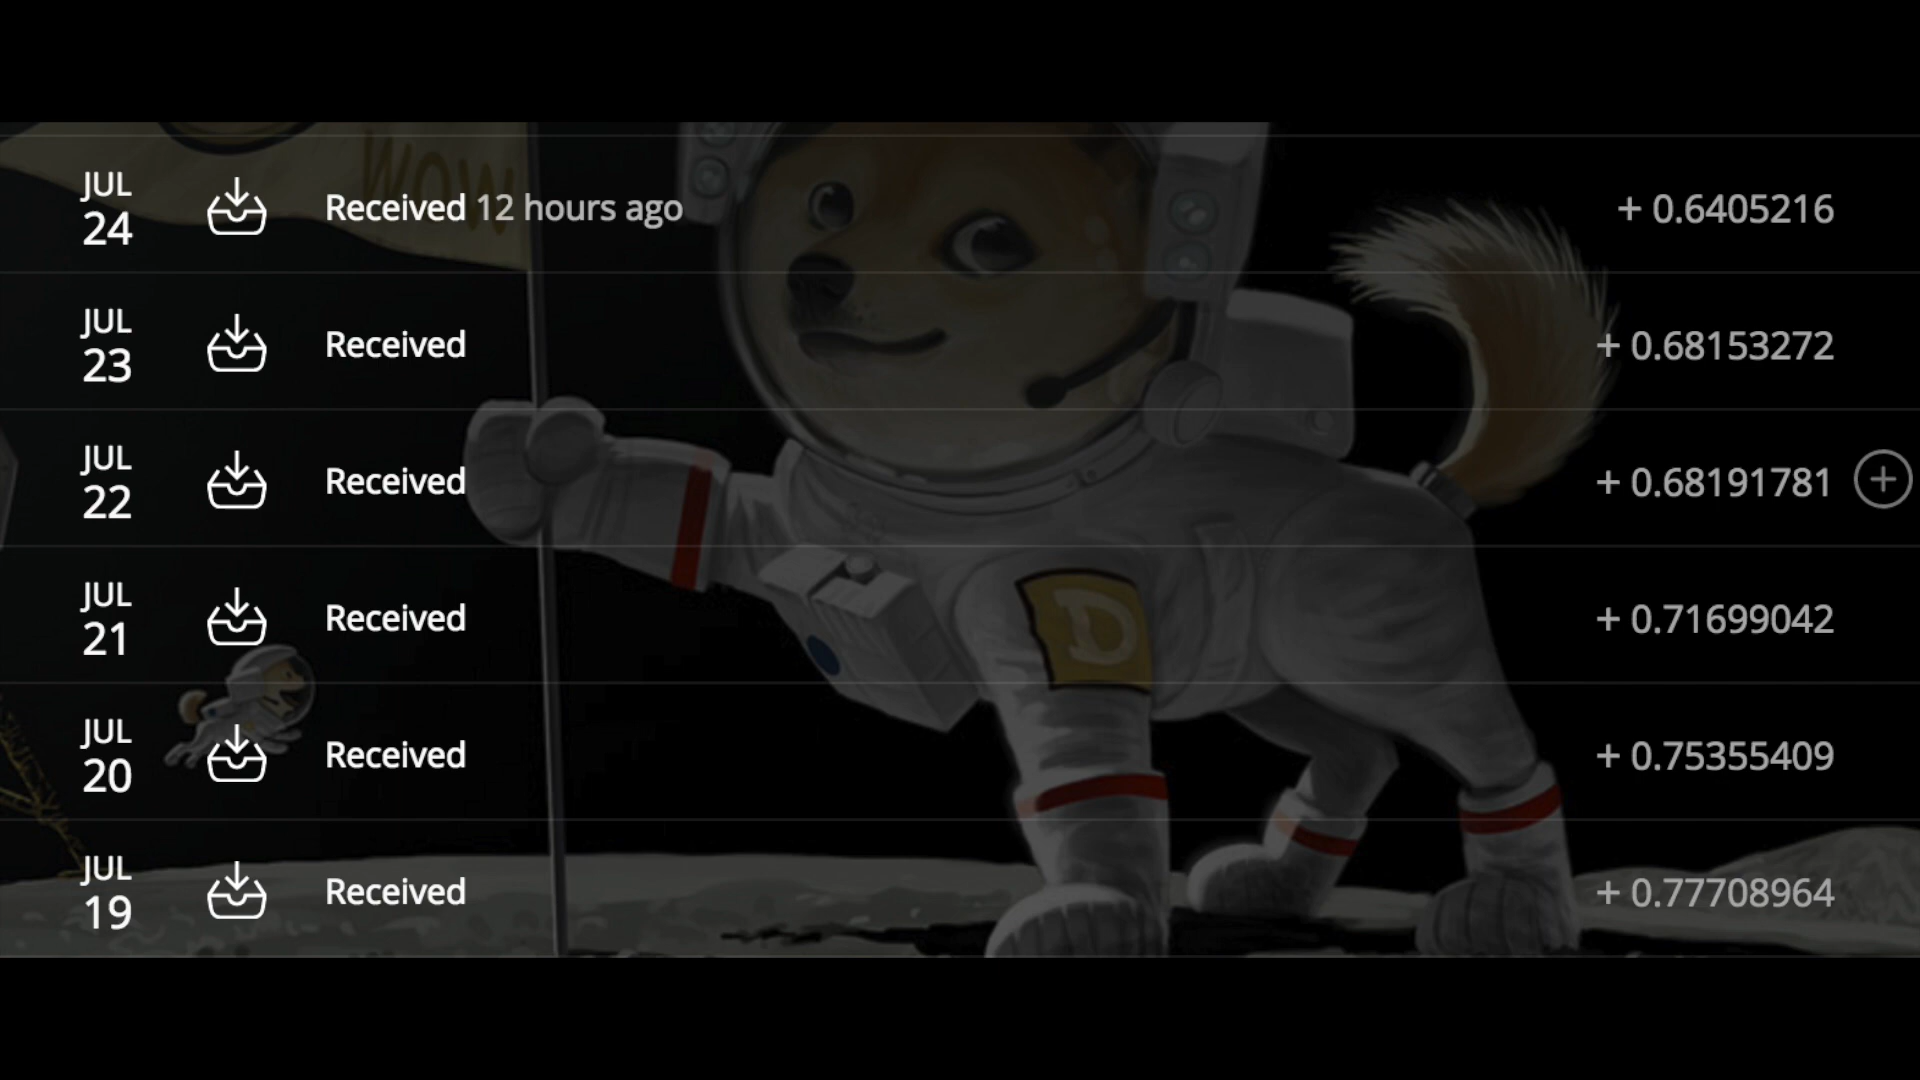 WOW
JUL
24
Received 12 hours ago
+ 0.6405216
JUL
23
Received
+ 0.68153272
JUL
22
Received
+ 0.68191781
JUL
21
Received
+ 0.71699042
D
JUL
20
Received
+ 0.75355409
JUL
19
Received
+ 0.77708964